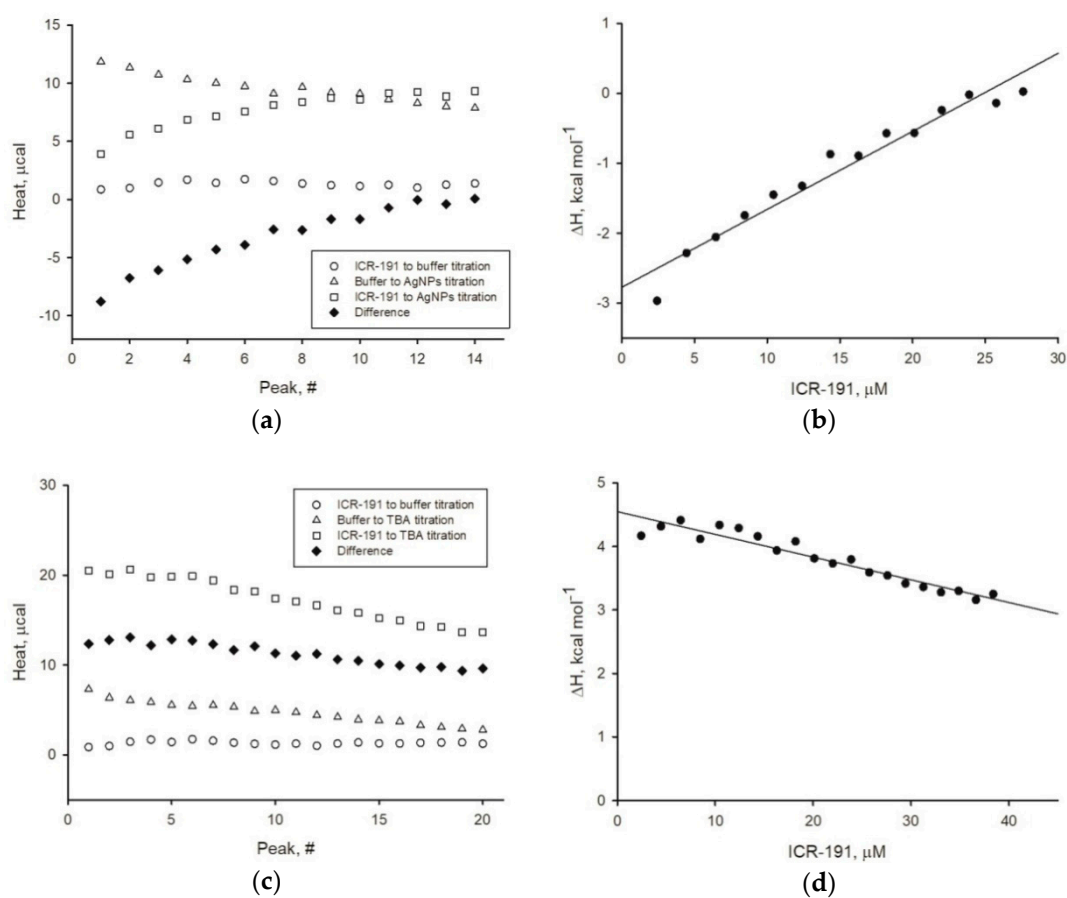 15
10
5
0
-5
-10
Heat, μcal
ICR-191 to buffer titration
Buffer to AgNPs titration
ICR-191 to AgNPs titration
Difference
0 2 4 6 8 10 12 14
Peak, #
(a)
1
0
-1
-2
-3
ΔH, kcal mol⁻¹
0 5 10 15 20 25 30
ICR-191, μM
(b)
30
20
10
0
Heat, μcal
ICR-191 to buffer titration
Buffer to TBA titration
ICR-191 to TBA titration
Difference
0 5 10 15 20
Peak, #
(c)
5
4
3
2
1
0
ΔH, kcal mol⁻¹
0 10 20 30 40
ICR-191, μM
(d)